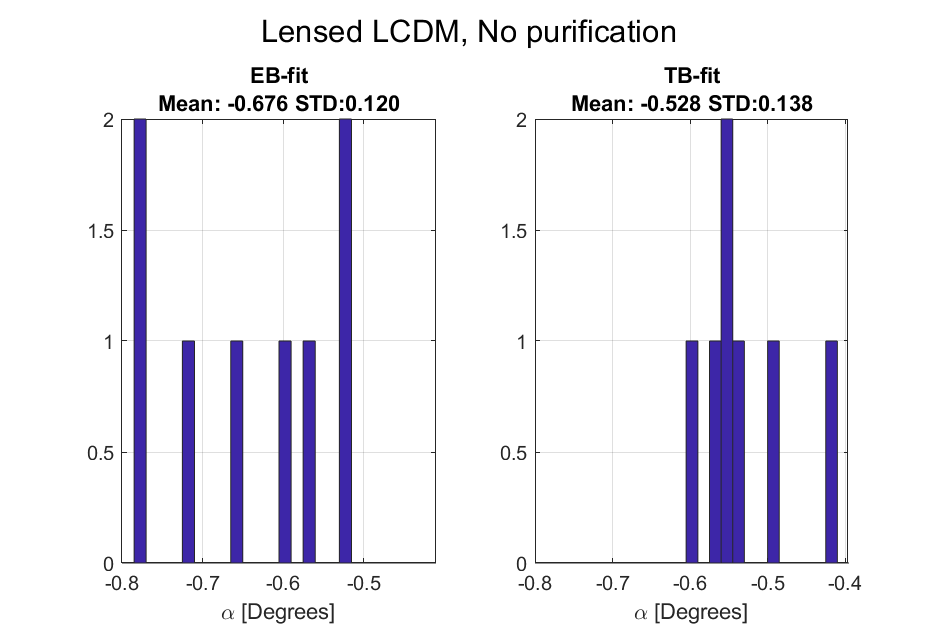 Lensed LCDM, No purification
EB-fit
Mean: -0.676 STD:0.120
2
1.5
1
0.5
0
-0.8 -0.7 -0.6 -0.5
α [Degrees]
TB-fit
Mean: -0.528 STD:0.138
2
1.5
1
0.5
0
-0.8 -0.7 -0.6 -0.5 -0.4
α [Degrees]